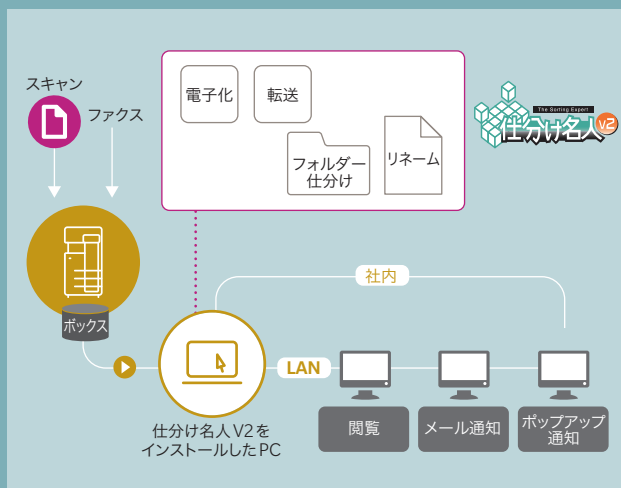 スキャン
ファクス
電子化
転送
フォルダー
仕分け
リネーム
The Sorting Expert
仕分け名人V2
ボックス
社内
LAN
仕分け名人V2を
インストールしたPC
閲覧
メール通知
ポップアップ
通知